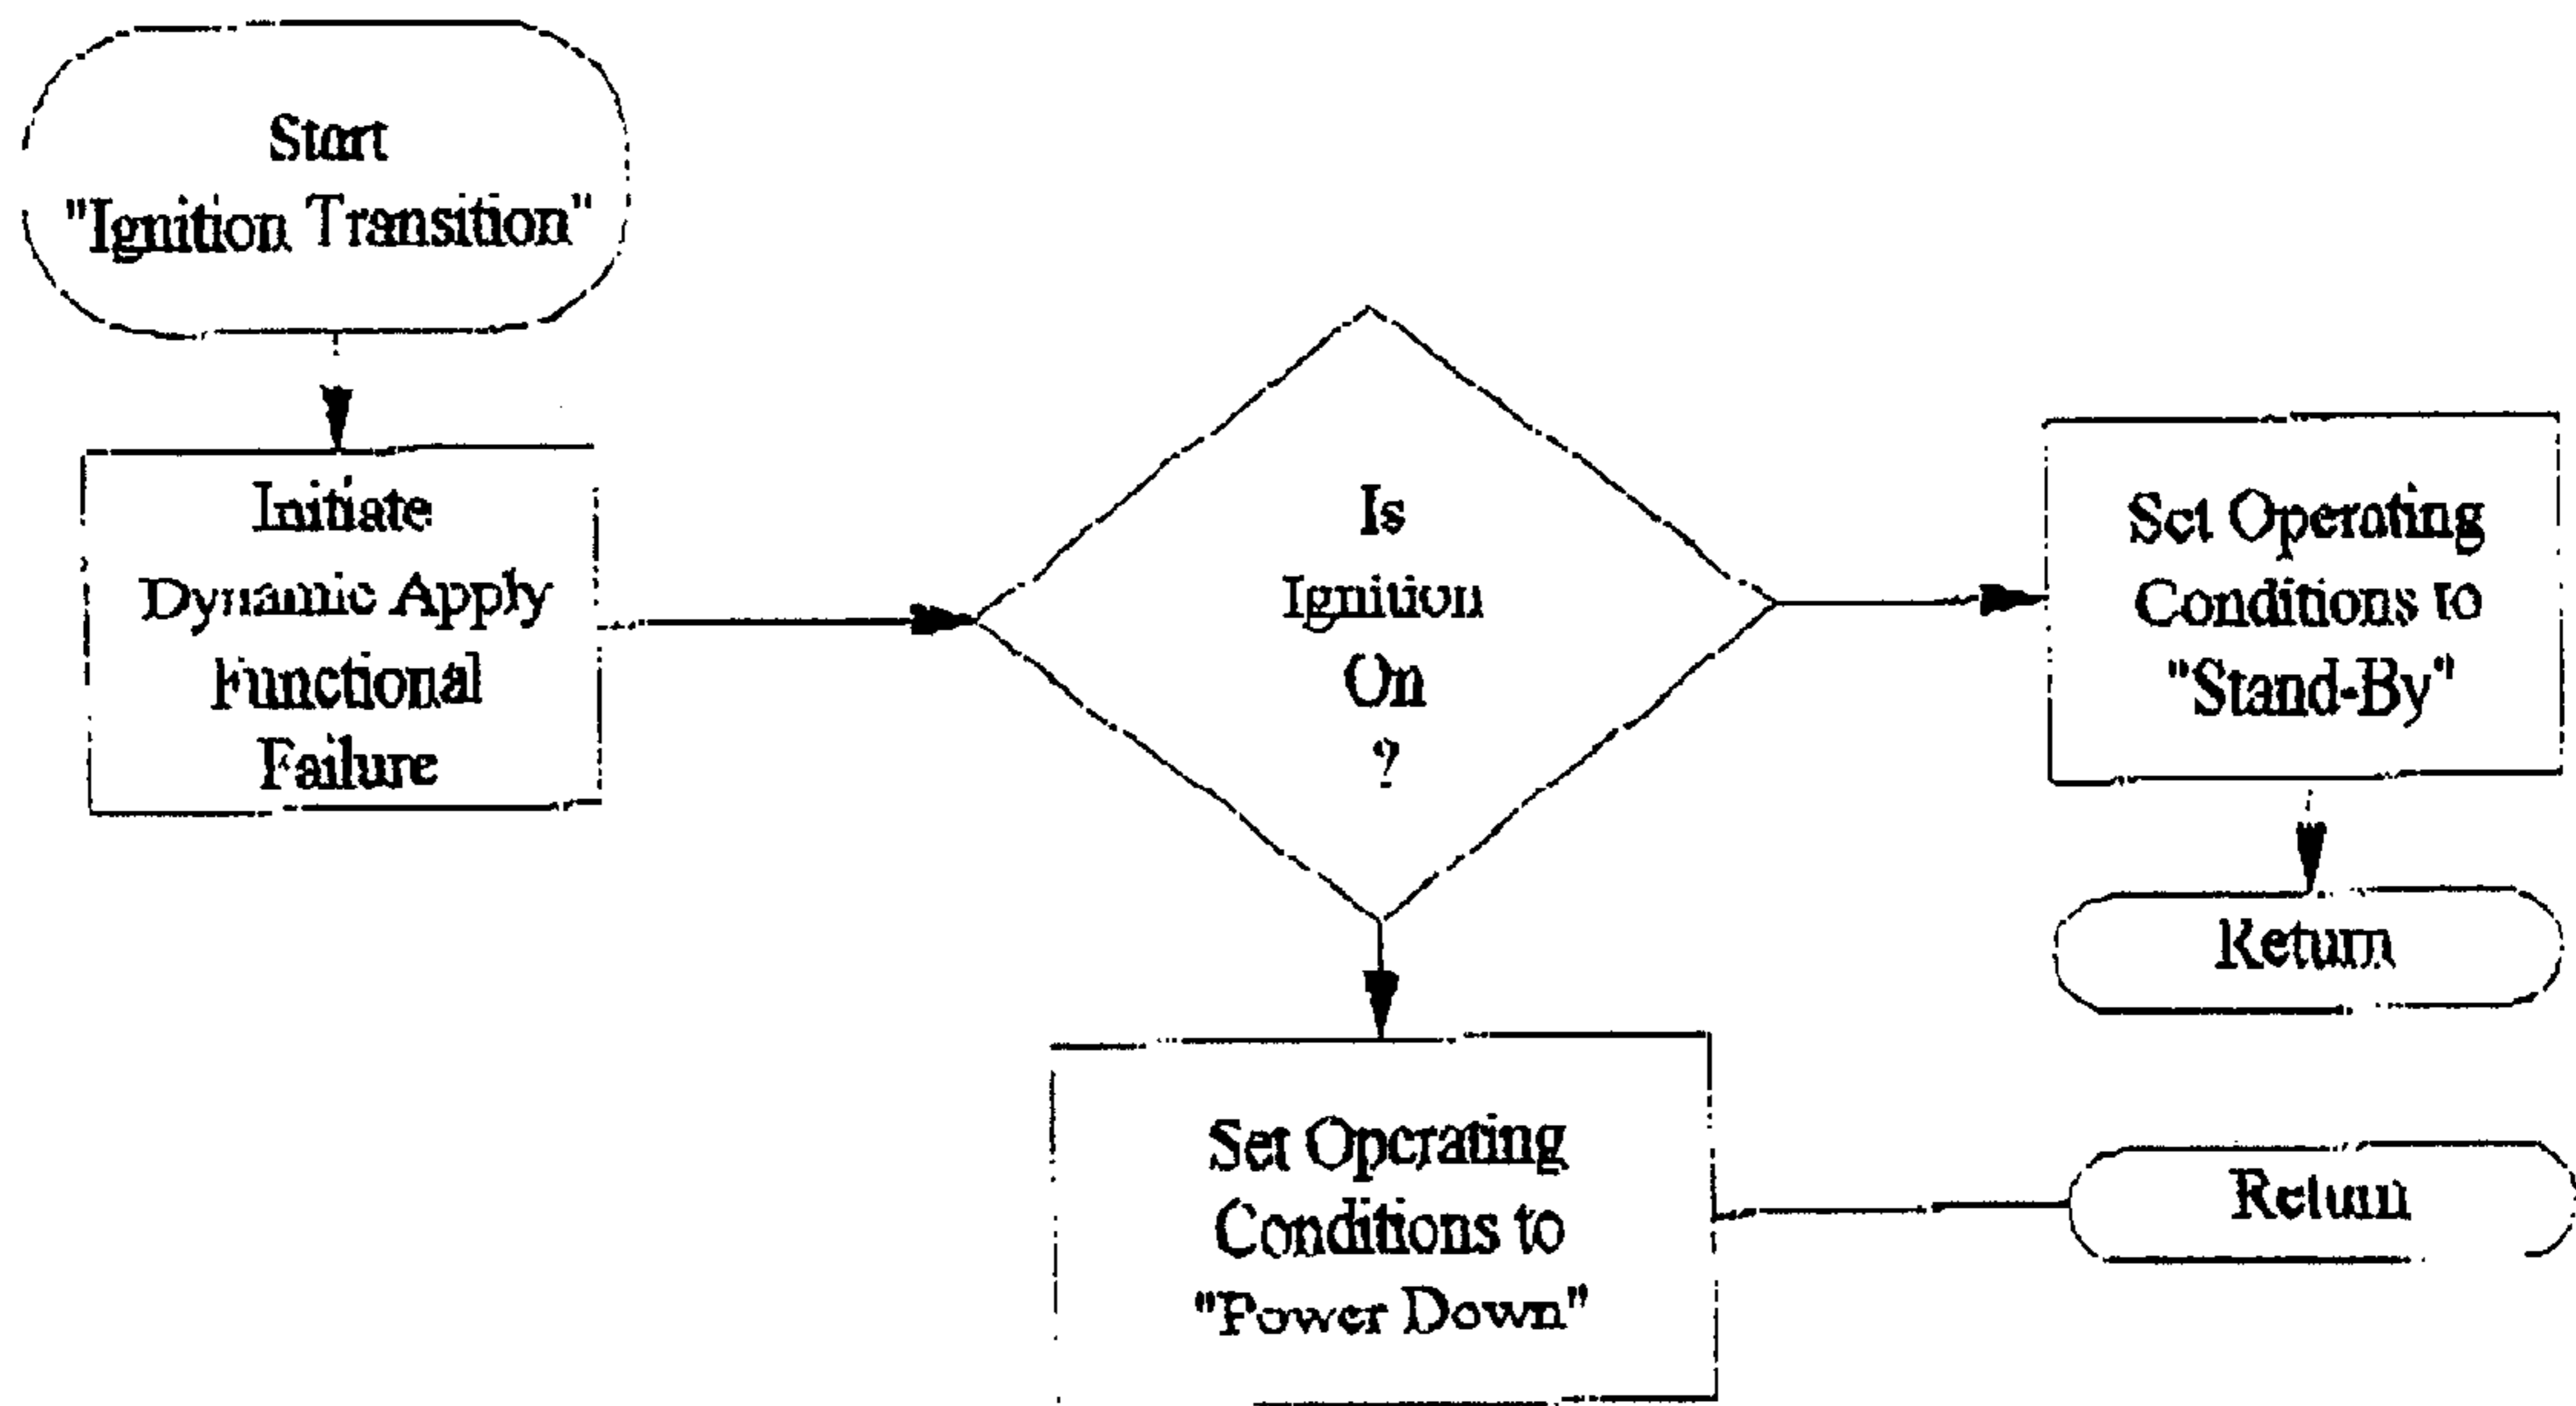 Start
"Ignition Transition"
Initiate
Dynamic Apply
Functional
Failure
Is
Ignition
On
?
Set Operating
Conditions to
"Stand-By"
Return
Set Operating
Conditions to
"Power Down"
Return